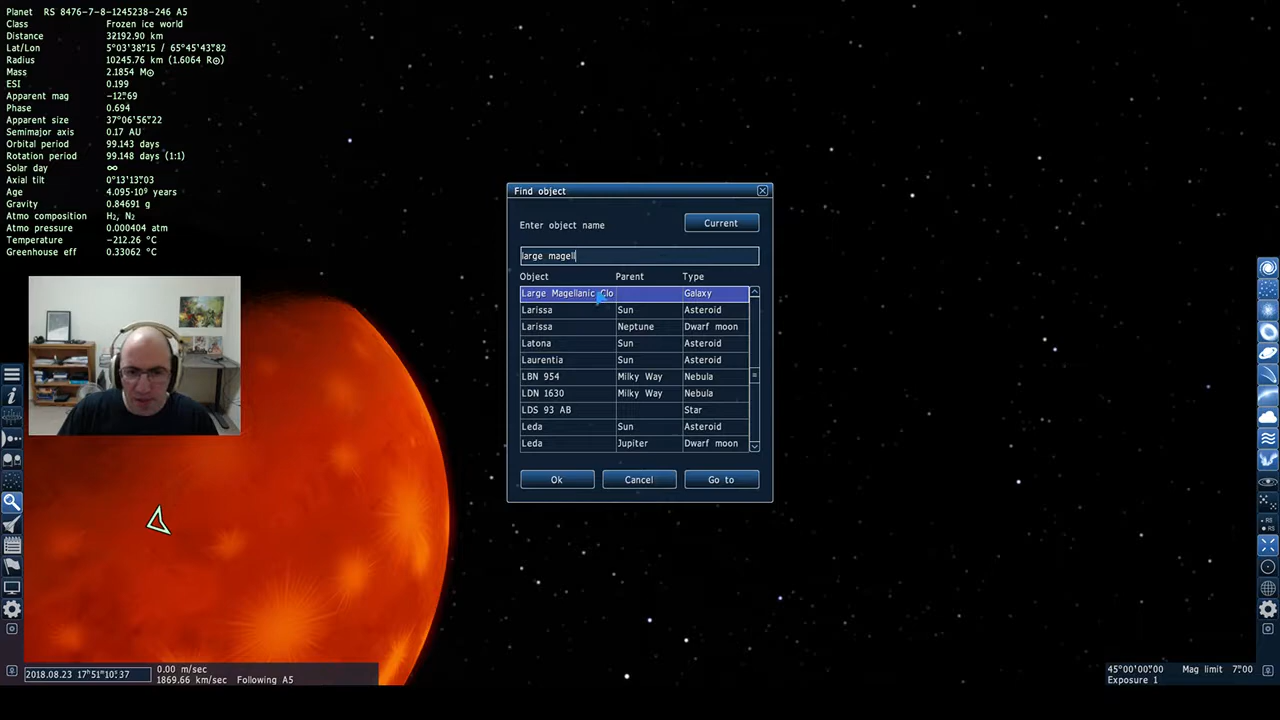 Planet RS 8476-7-8-1245238-246 A5
Class Frozen ice world
Distance 32192.90 km
Lat/Lon 5°03'38"15 / 65°45'43"82
Radius 10245.76 km (1.6064 R⊙)
Mass 2.1854 M⊙
ESI 0.199
Apparent mag -12.69
Phase 0.694
Apparent size 37°06'56"22
Semimajor axis 0.17 AU
Orbital period 99.143 days
Rotation period 99.148 days (1:1)
Solar day ∞
Axial tilt 0°13'13"03
Age 4.095·10⁹ years
Gravity 0.84691 g
Atmo composition H₂, N₂
Atmo pressure 0.000404 atm
Temperature -212.26 °C
Greenhouse eff 0.33062 °C
Find object
Enter object name Current
large magell
Object Parent Type
Large Magellanic Clo Galaxy
Larissa Sun Asteroid
Larissa Neptune Dwarf moon
Latona Sun Asteroid
Laurentia Sun Asteroid
LBN 954 Milky Way Nebula
LDN 1630 Milky Way Nebula
LDS 93 AB Star
Leda Sun Asteroid
Leda Jupiter Dwarf moon
Ok Cancel Go to
2018.08.23 17ʰ51ᵐ10ˢ37
0.00 m/sec
1869.66 km/sec Following A5
45°00'00"00 Mag limit 7ᵐ00
Exposure 1